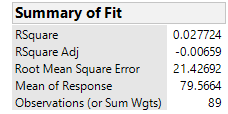 Summary of Fit
RSquare 0.027724
RSquare Adj -0.00659
Root Mean Square Error 21.42692
Mean of Response 79.5664
Observations (or Sum Wgts) 89